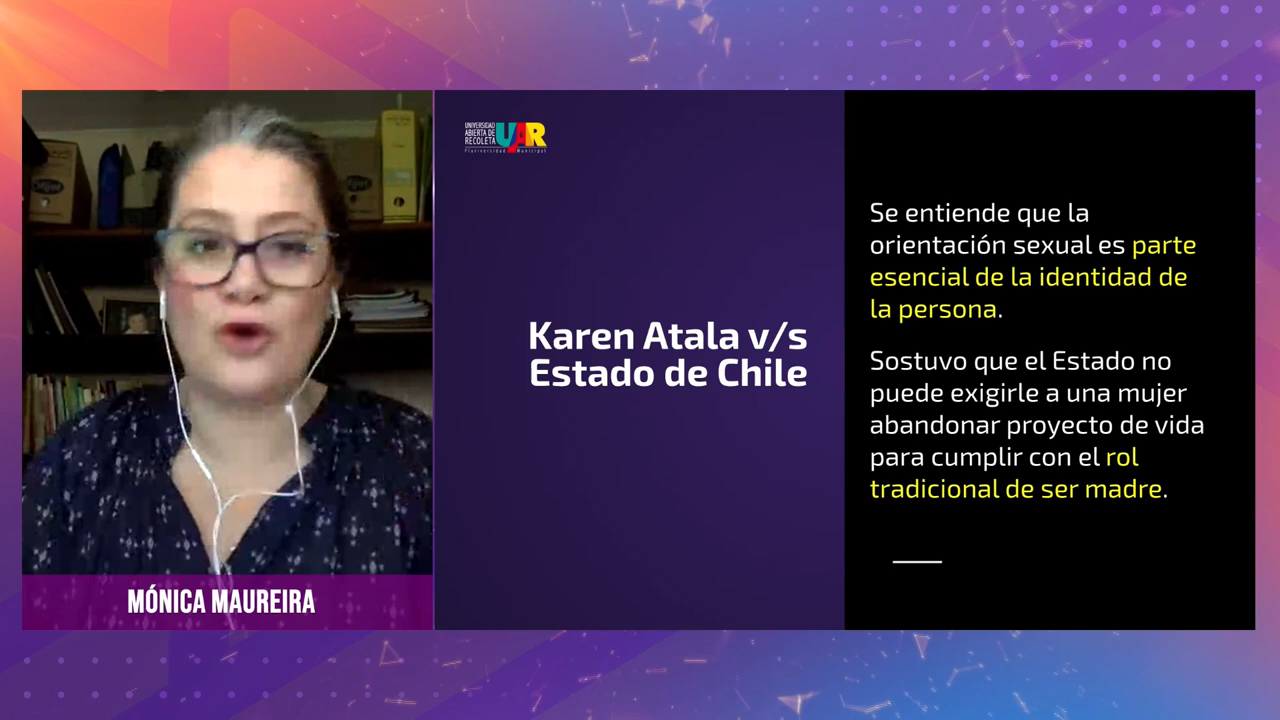 UNIVERSIDAD
ABIERTA DE
RECOLETA
UAR
Pluriversidad Municipal
Karen Atala v/s
Estado de Chile
Se entiende que la
orientación sexual es parte
esencial de la identidad de
la persona.
Sostuvo que el Estado no
puede exigirle a una mujer
abandonar proyecto de vida
para cumplir con el rol
tradicional de ser madre.
MÓNICA MAUREIRA